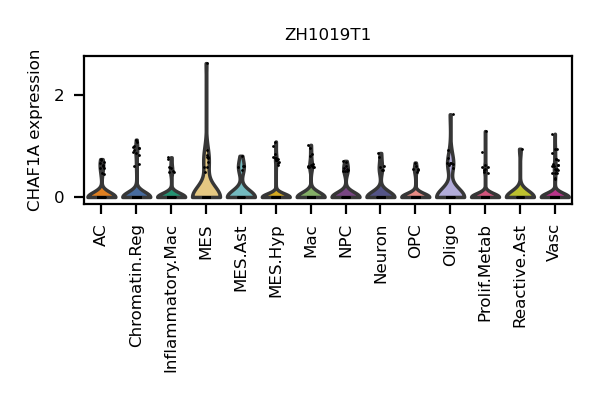 ZH1019T1
CHAF1A expression
2
0
AC
Chromatin.Reg
Inflammatory.Mac
MES
MES.Ast
MES.Hyp
Mac
NPC
Neuron
OPC
Oligo
Prolif.Metab
Reactive.Ast
Vasc